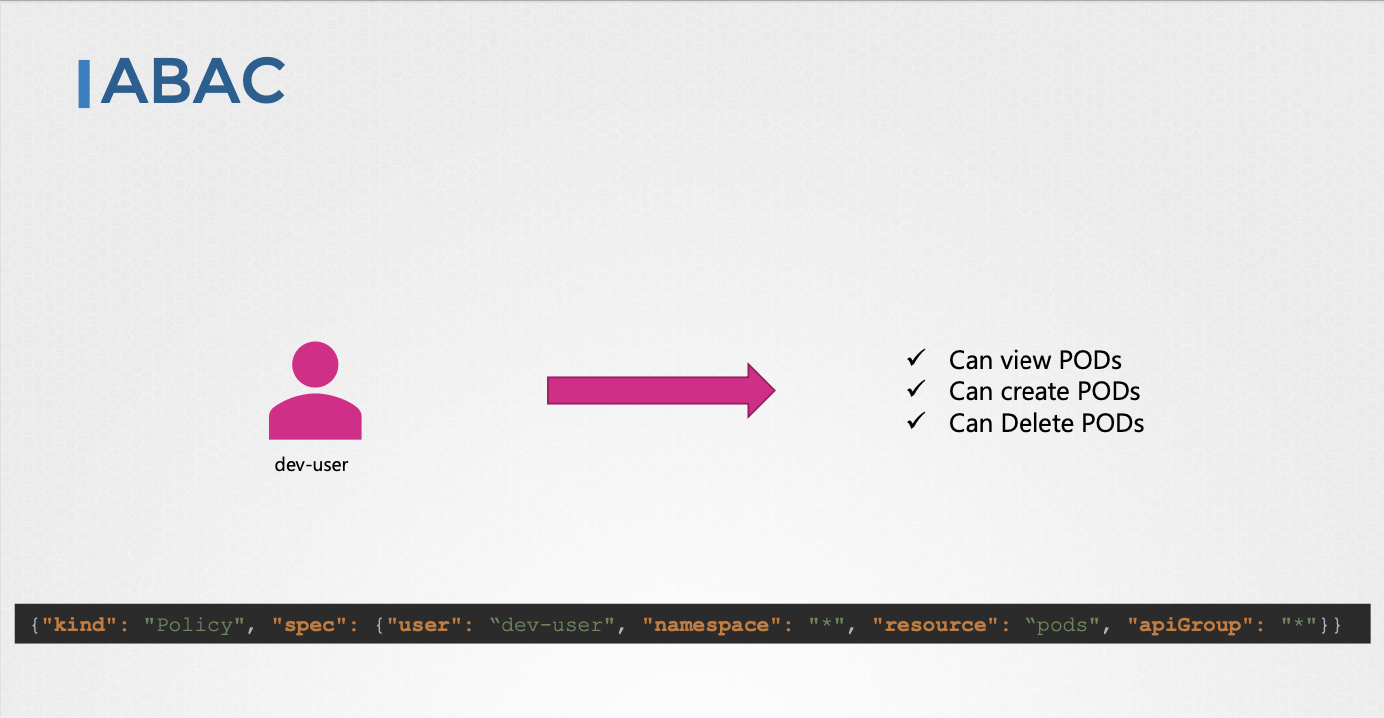 ABAC
✓ Can view PODs
✓ Can create PODs
✓ Can Delete PODs
dev-user
{"kind": "Policy", "spec": {"user": “dev-user", "namespace": "*", "resource": “pods", "apiGroup": "*"}}